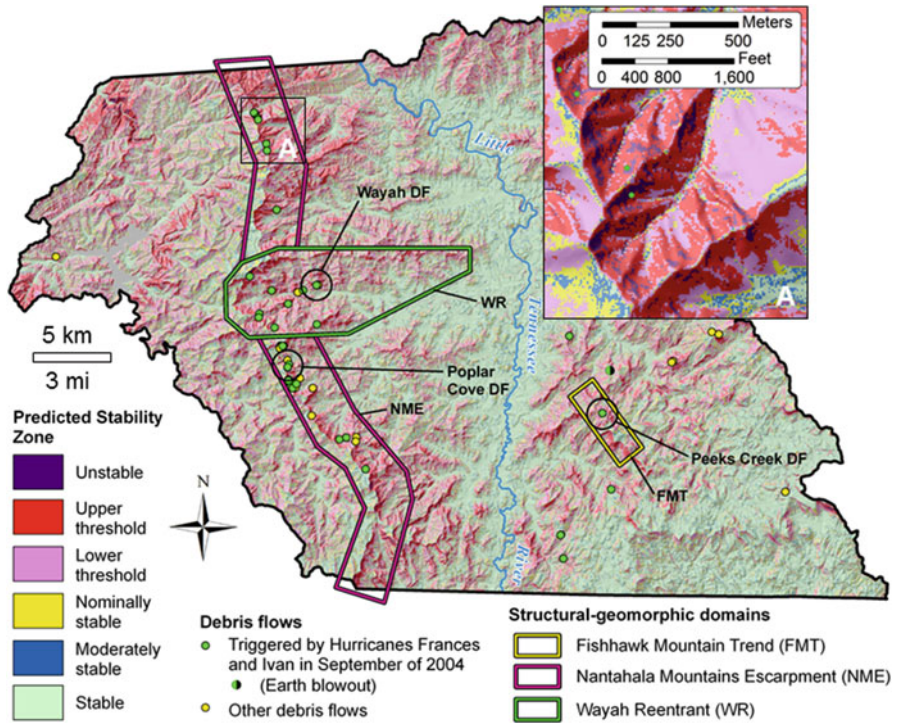 Meters
0 125 250 500
Feet
0 400 800 1,600
A
A
Little
Tennessee
River
Wayah DF
WR
5 km
3 mi
Poplar
Cove DF
NME
Peeks Creek DF
FMT
Predicted Stability
Zone
Unstable
Upper
threshold
Lower
threshold
Nominally
stable
Moderately
stable
Stable
N
Debris flows
Triggered by Hurricanes Frances
and Ivan in September of 2004
(Earth blowout)
Other debris flows
Structural-geomorphic domains
Fishhawk Mountain Trend (FMT)
Nantahala Mountains Escarpment (NME)
Wayah Reentrant (WR)